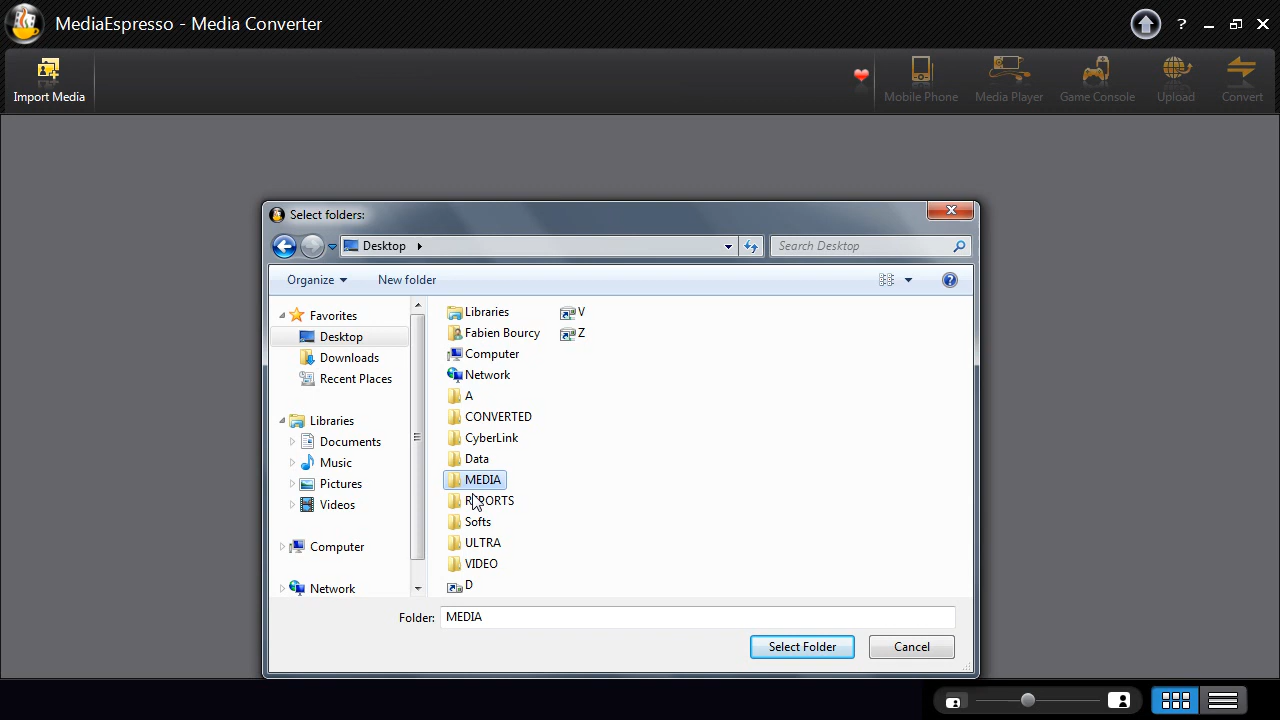 MediaEspresso - Media Converter
?
Import Media
Mobile Phone
Media Player
Game Console
Upload
Convert
Select folders:
Desktop
Search Desktop
Organize
New folder
Favorites
Desktop
Downloads
Recent Places
Libraries
Documents
Music
Pictures
Videos
Computer
Network
Libraries
Fabien Bourcy
Computer
Network
A
CONVERTED
CyberLink
Data
MEDIA
REPORTS
Softs
ULTRA
VIDEO
D
V
Z
Folder: MEDIA
Select Folder
Cancel